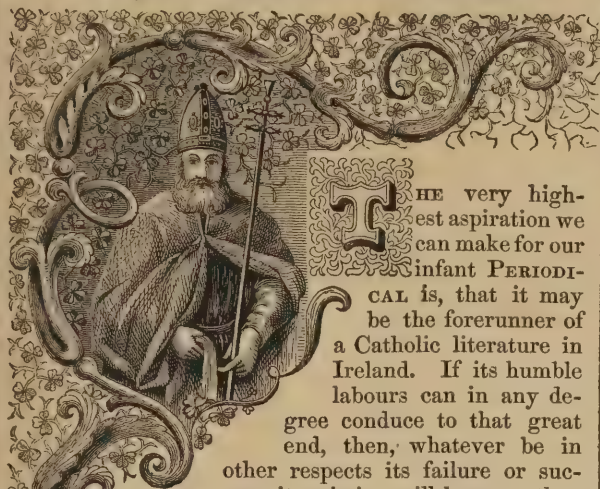 THE very high-
est aspiration we
can make for our
infant PERIODI-
CAL is, that it may
be the forerunner of
a Catholic literature in
Ireland. If its humble
labours can in any de-
gree conduce to that great
end, then, whatever be in
other respects its failure or suc-